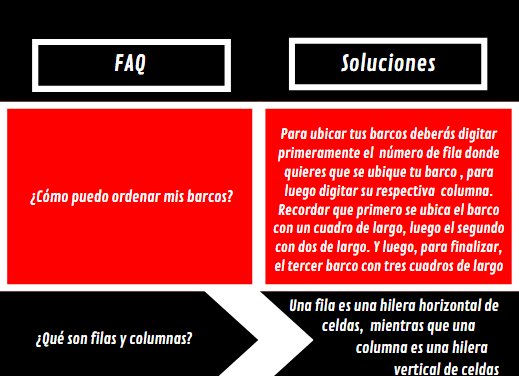 FAQ
Soluciones
¿Cómo puedo ordenar mis barcos?
Para ubicar tus barcos deberás digitar
primeramente el número de fila donde
quieres que se ubique tu barco , para
luego digitar su respectiva columna.
Recordar que primero se ubica el barco
con un cuadro de largo, luego el segundo
con dos de largo. Y luego, para finalizar,
el tercer barco con tres cuadros de largo
¿Qué son filas y columnas?
Una fila es una hilera horizontal de
celdas, mientras que una
columna es una hilera
vertical de celdas